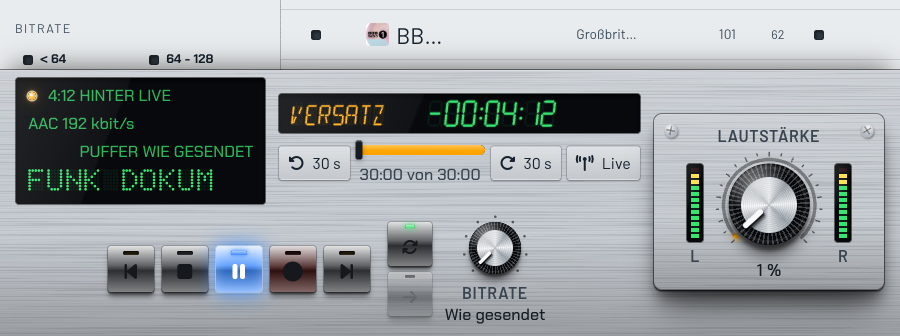 BITRATE
< 64
64 - 128
BB...
Großbrit...
101
62
4:12 HINTER LIVE
AAC 192 kbit/s
PUFFER WIE GESENDET
FUNK DOKUM
VERSATZ
-00:04:12
30 s
30:00 von 30:00
30 s
Live
LAUTSTÄRKE
L
R
1 %
BITRATE
Wie gesendet